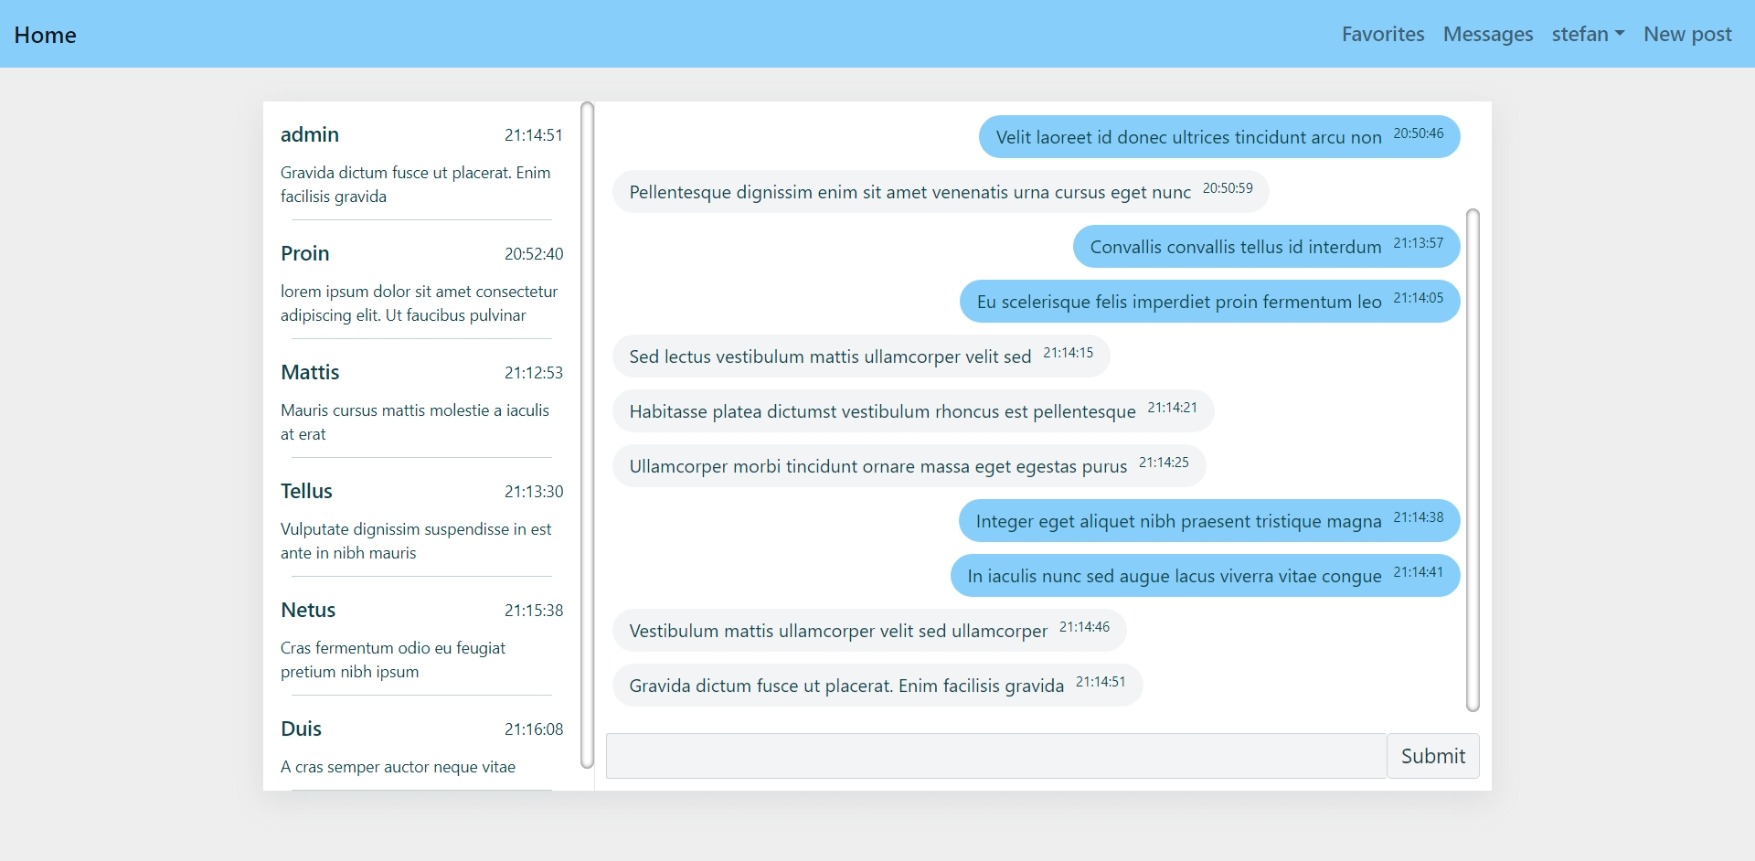 Home
Favorites Messages stefan New post
admin 21:14:51
Gravida dictum fusce ut placerat. Enim
facilisis gravida
Proin 20:52:40
lorem ipsum dolor sit amet consectetur
adipiscing elit. Ut faucibus pulvinar
Mattis 21:12:53
Mauris cursus mattis molestie a iaculis
at erat
Tellus 21:13:30
Vulputate dignissim suspendisse in est
ante in nibh mauris
Netus 21:15:38
Cras fermentum odio eu feugiat
pretium nibh ipsum
Duis 21:16:08
A cras semper auctor neque vitae
Velit laoreet id donec ultrices tincidunt arcu non 20:50:46
Pellentesque dignissim enim sit amet venenatis urna cursus eget nunc 20:50:59
Convallis convallis tellus id interdum 21:13:57
Eu scelerisque felis imperdiet proin fermentum leo 21:14:05
Sed lectus vestibulum mattis ullamcorper velit sed 21:14:15
Habitasse platea dictumst vestibulum rhoncus est pellentesque 21:14:21
Ullamcorper morbi tincidunt ornare massa eget egestas purus 21:14:25
Integer eget aliquet nibh praesent tristique magna 21:14:38
In iaculis nunc sed augue lacus viverra vitae congue 21:14:41
Vestibulum mattis ullamcorper velit sed ullamcorper 21:14:46
Gravida dictum fusce ut placerat. Enim facilisis gravida 21:14:51
Submit